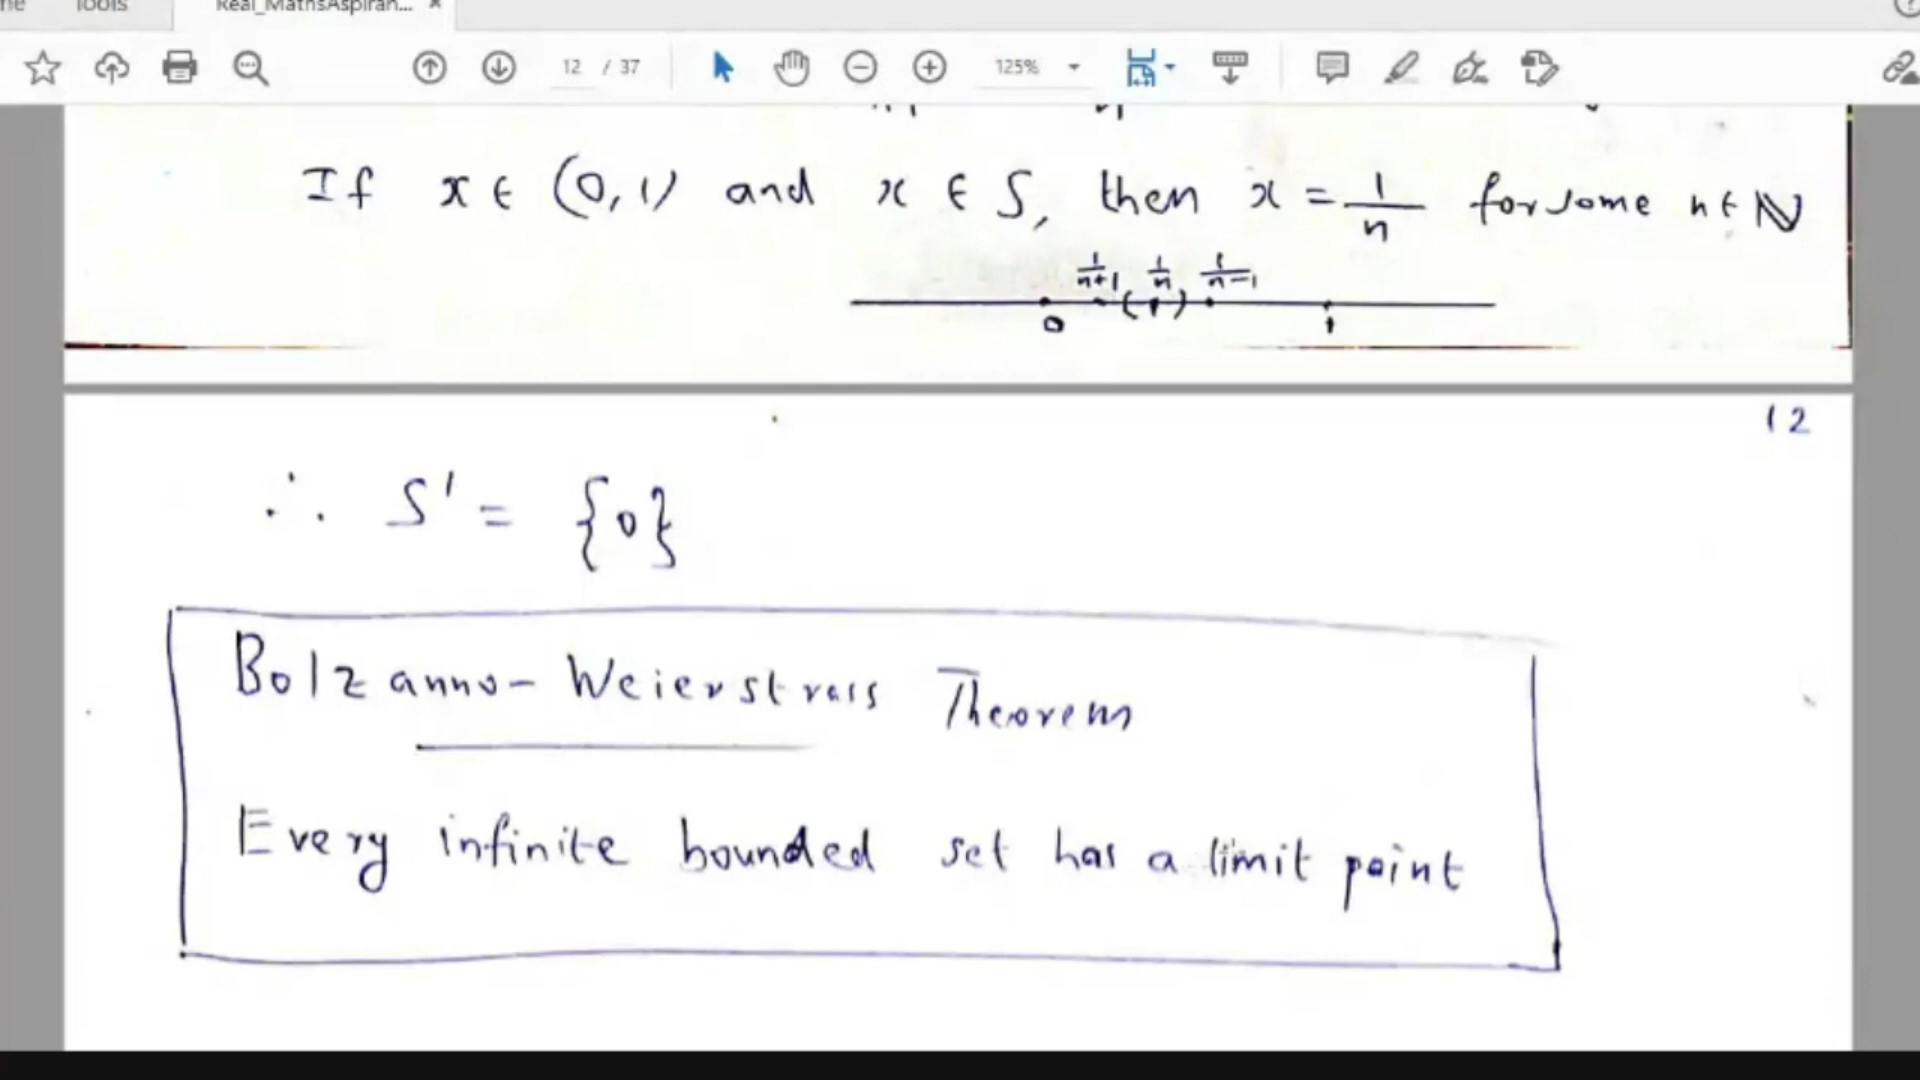 Tools
12 / 37
125%
If x ∈ (0, 1) and x ∈ S, then x = 1/n for some n ∈ ℕ
1/n+1 1/n 1/n-1
0 1
12
∴ S' = {0}
Bolzanno - Weierstrass Theorem
Every infinite bounded set has a limit point